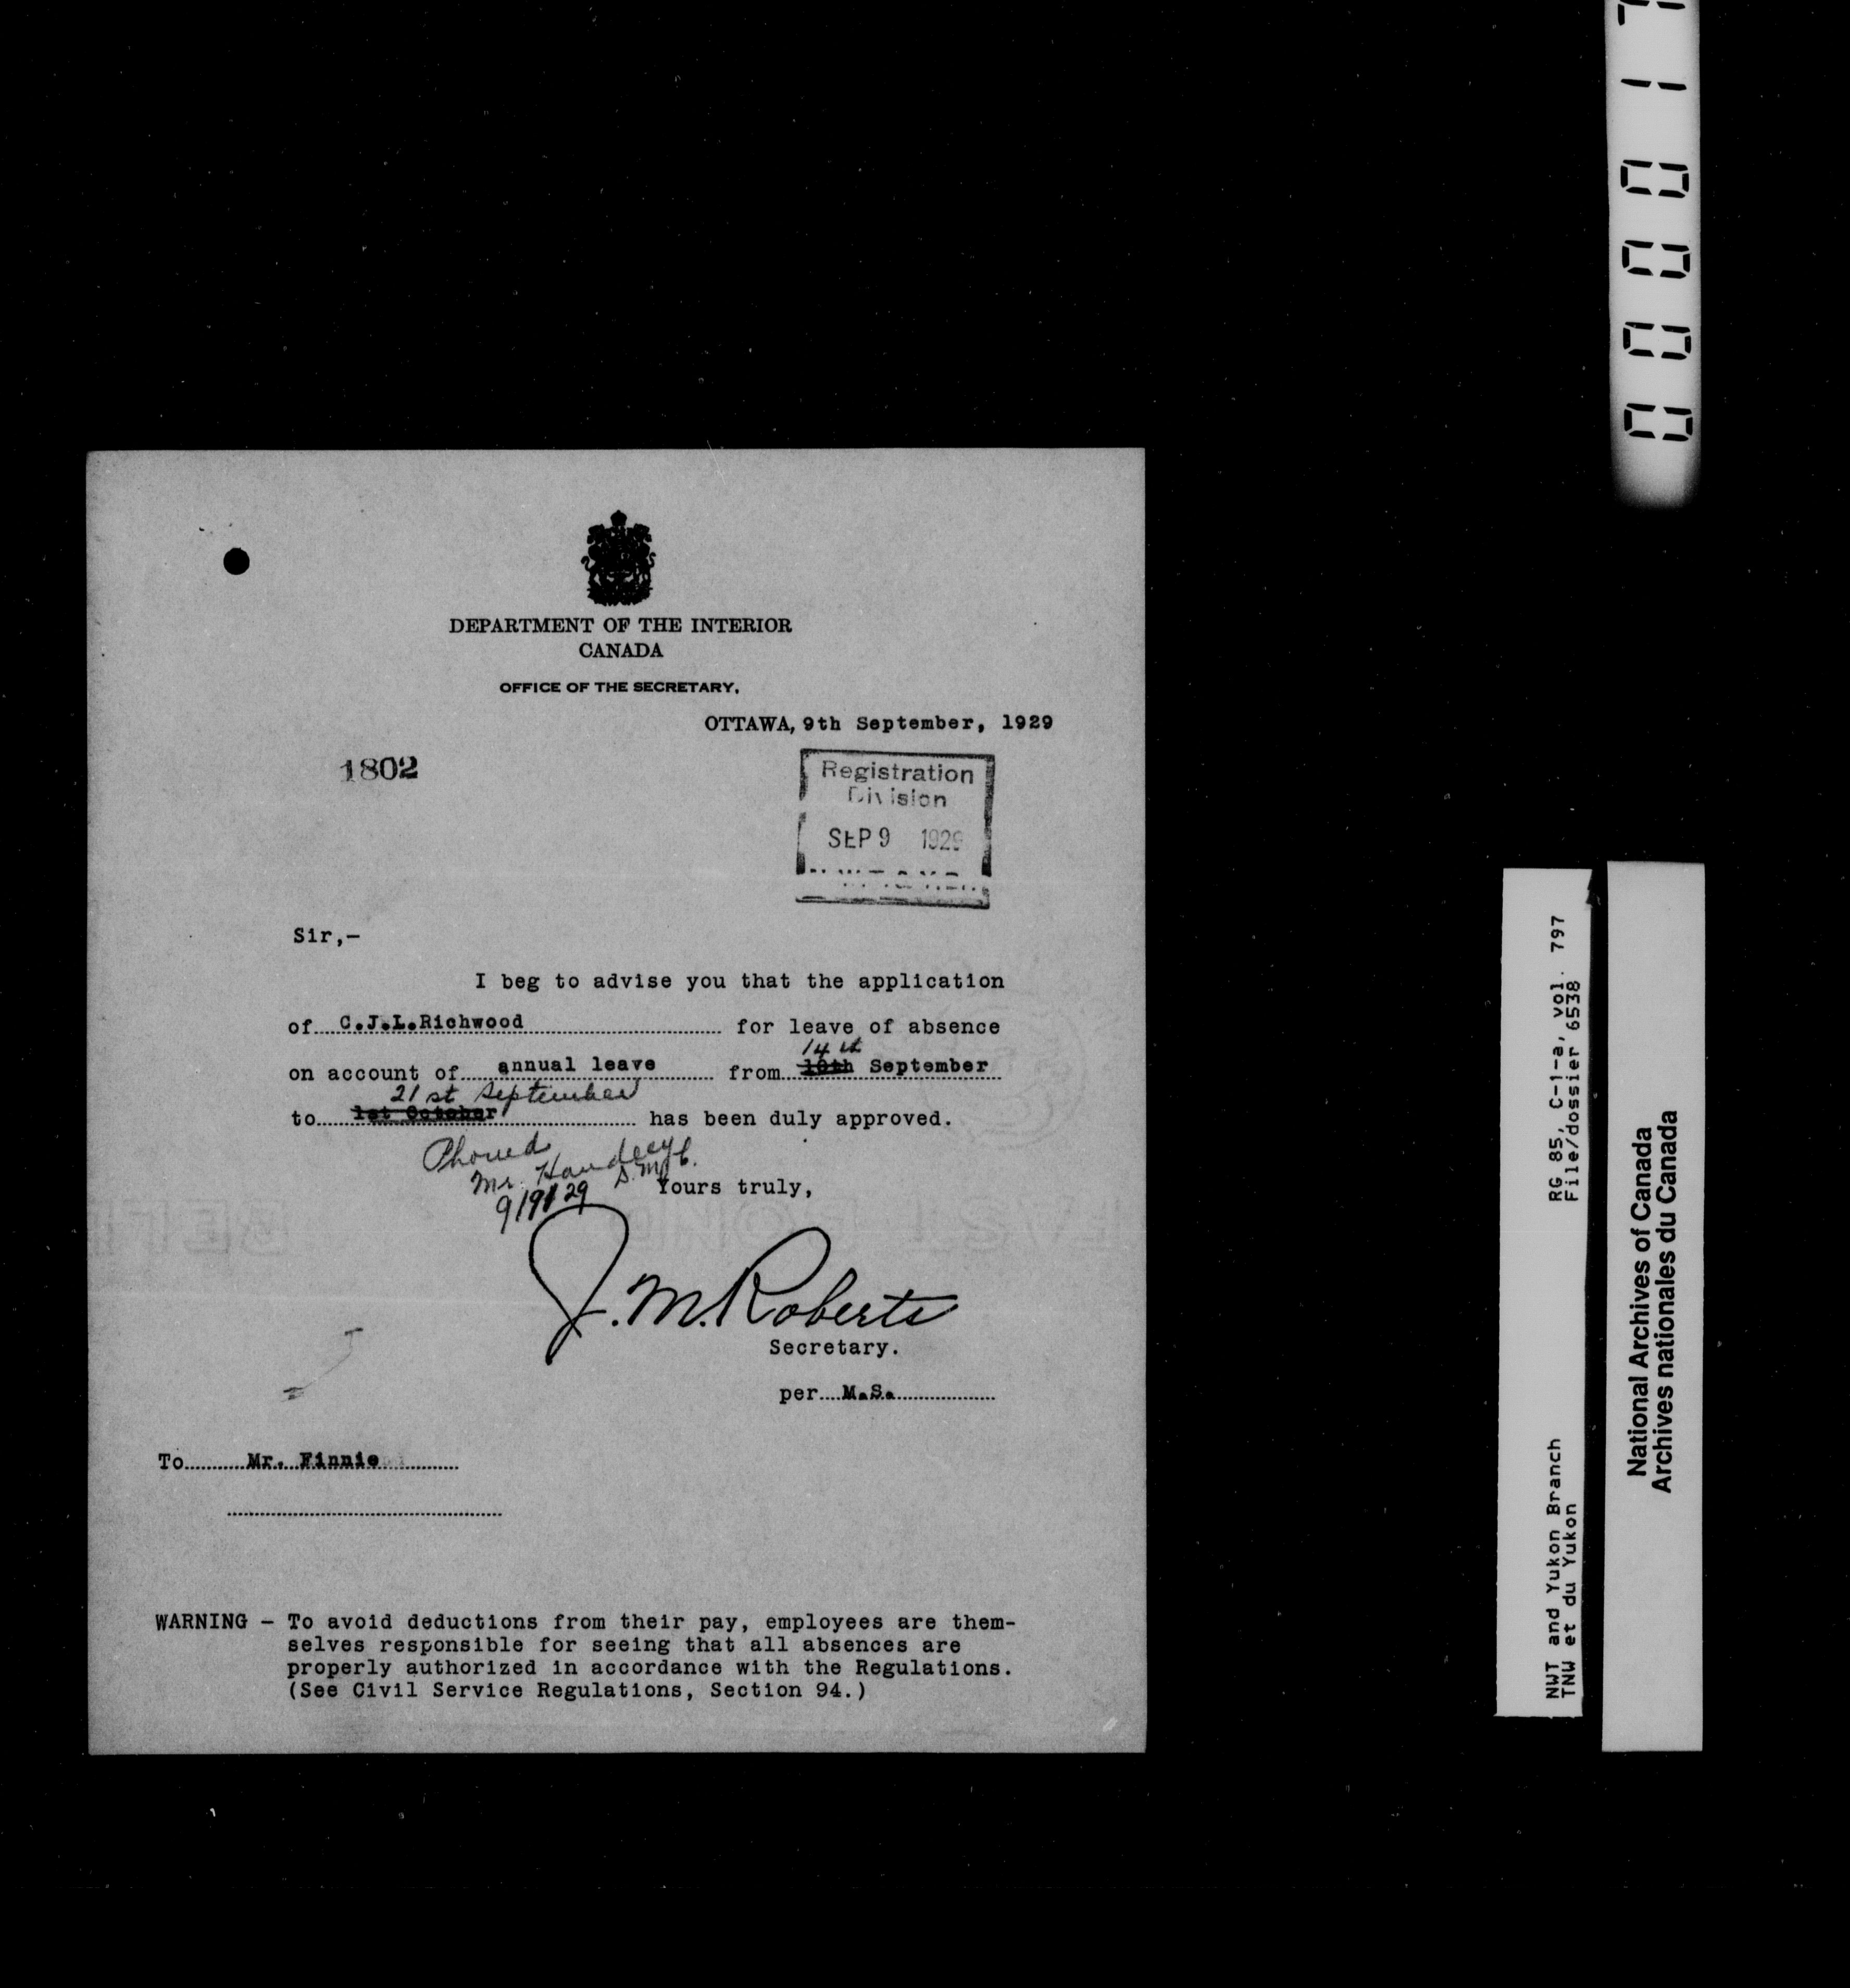 DEPARTMENT OF THE INTERIOR
CANADA
OFFICE OF THE SECRETARY,
OTTAWA, 9th September, 1929
1802
Registration
Division
SEP 9 1929
Sir,-
I beg to advise you that the application
of C.J.L.Richwood for leave of absence
14th
on account of annual leave from 10th September
21st September
to 1st October has been duly approved.
Phoned
Mr.
9/9/29
Yours truly,
J.M.Roberts
Secretary.
per M.S.
To Mr. Finnie
WARNING - To avoid deductions from their pay, employees are them-
selves responsible for seeing that all absences are
properly authorized in accordance with the Regulations.
(See Civil Service Regulations, Section 94.)
RG 85, C-1-a, vol. 797
File/dossier 6538
NWT and Yukon Branch
TNW et du Yukon
National Archives of Canada
Archives nationales du Canada